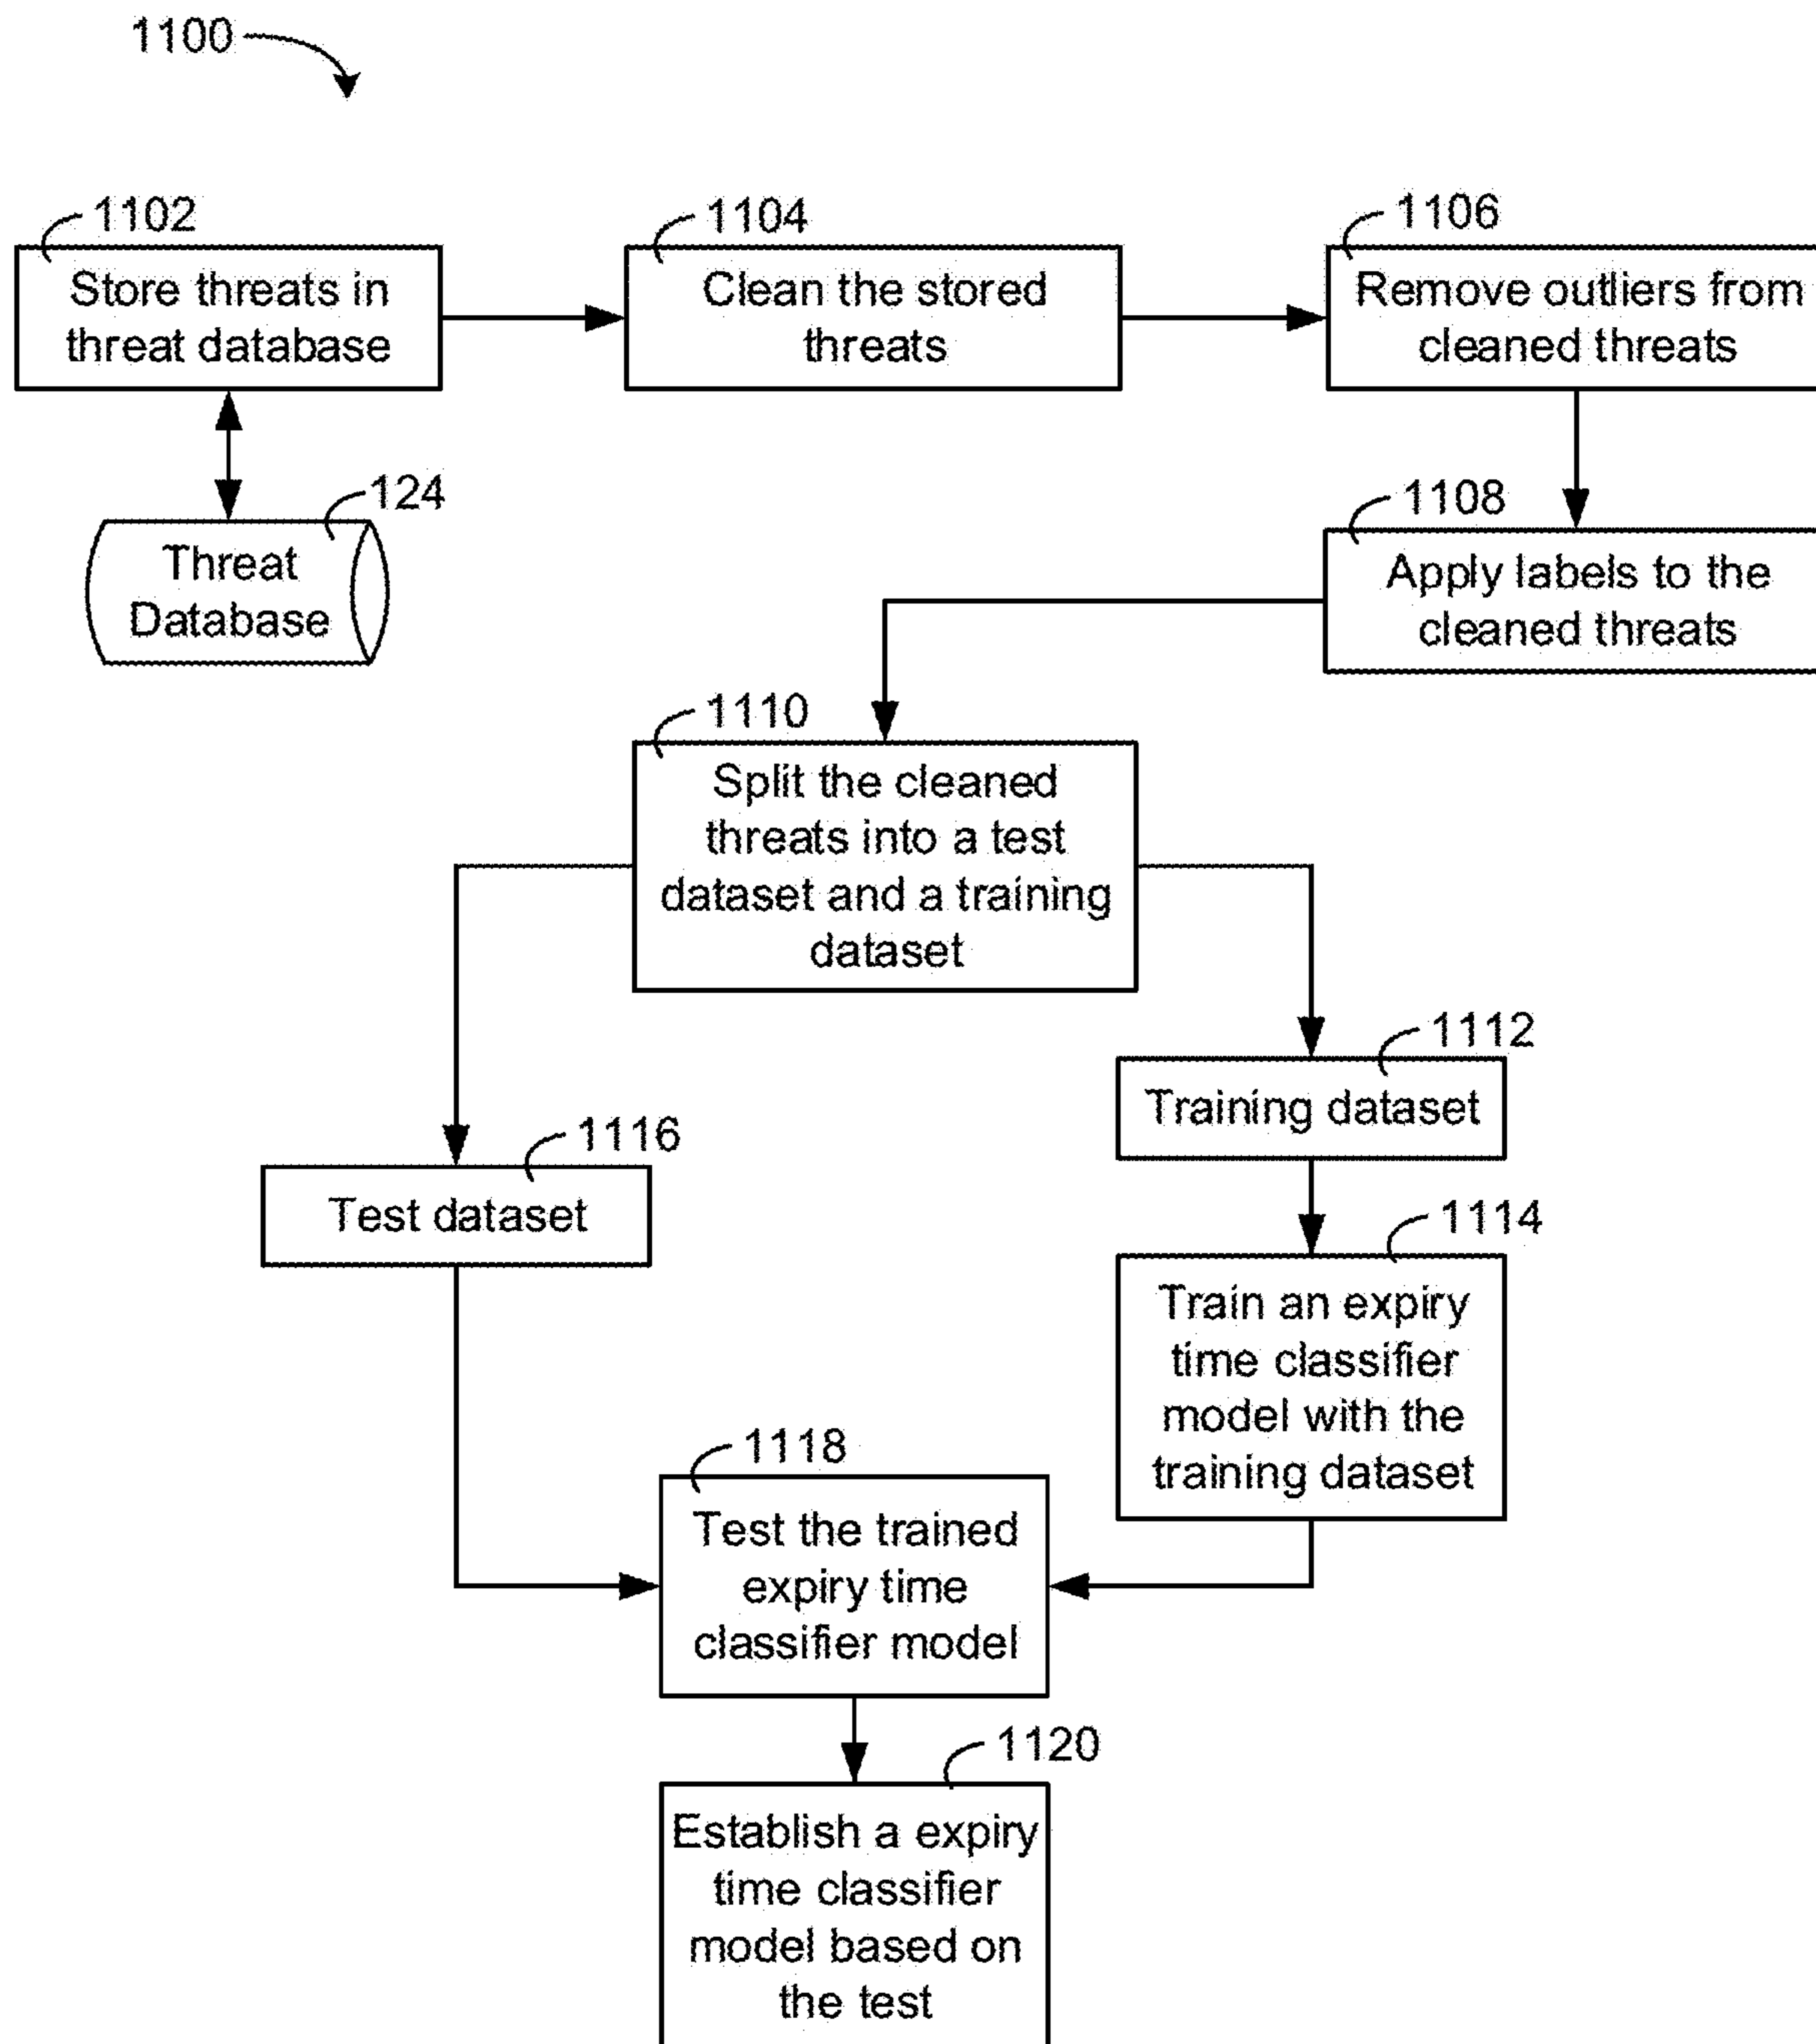 1100
1102
Store threats in
threat database
1104
Clean the stored
threats
1106
Remove outliers from
cleaned threats
124
Threat
Database
1108
Apply labels to the
cleaned threats
1110
Split the cleaned
threats into a test
dataset and a training
dataset
1112
Training dataset
1116
Test dataset
1114
Train an expiry
time classifier
model with the
training dataset
1118
Test the trained
expiry time
classifier model
1120
Establish a expiry
time classifier
model based on
the test